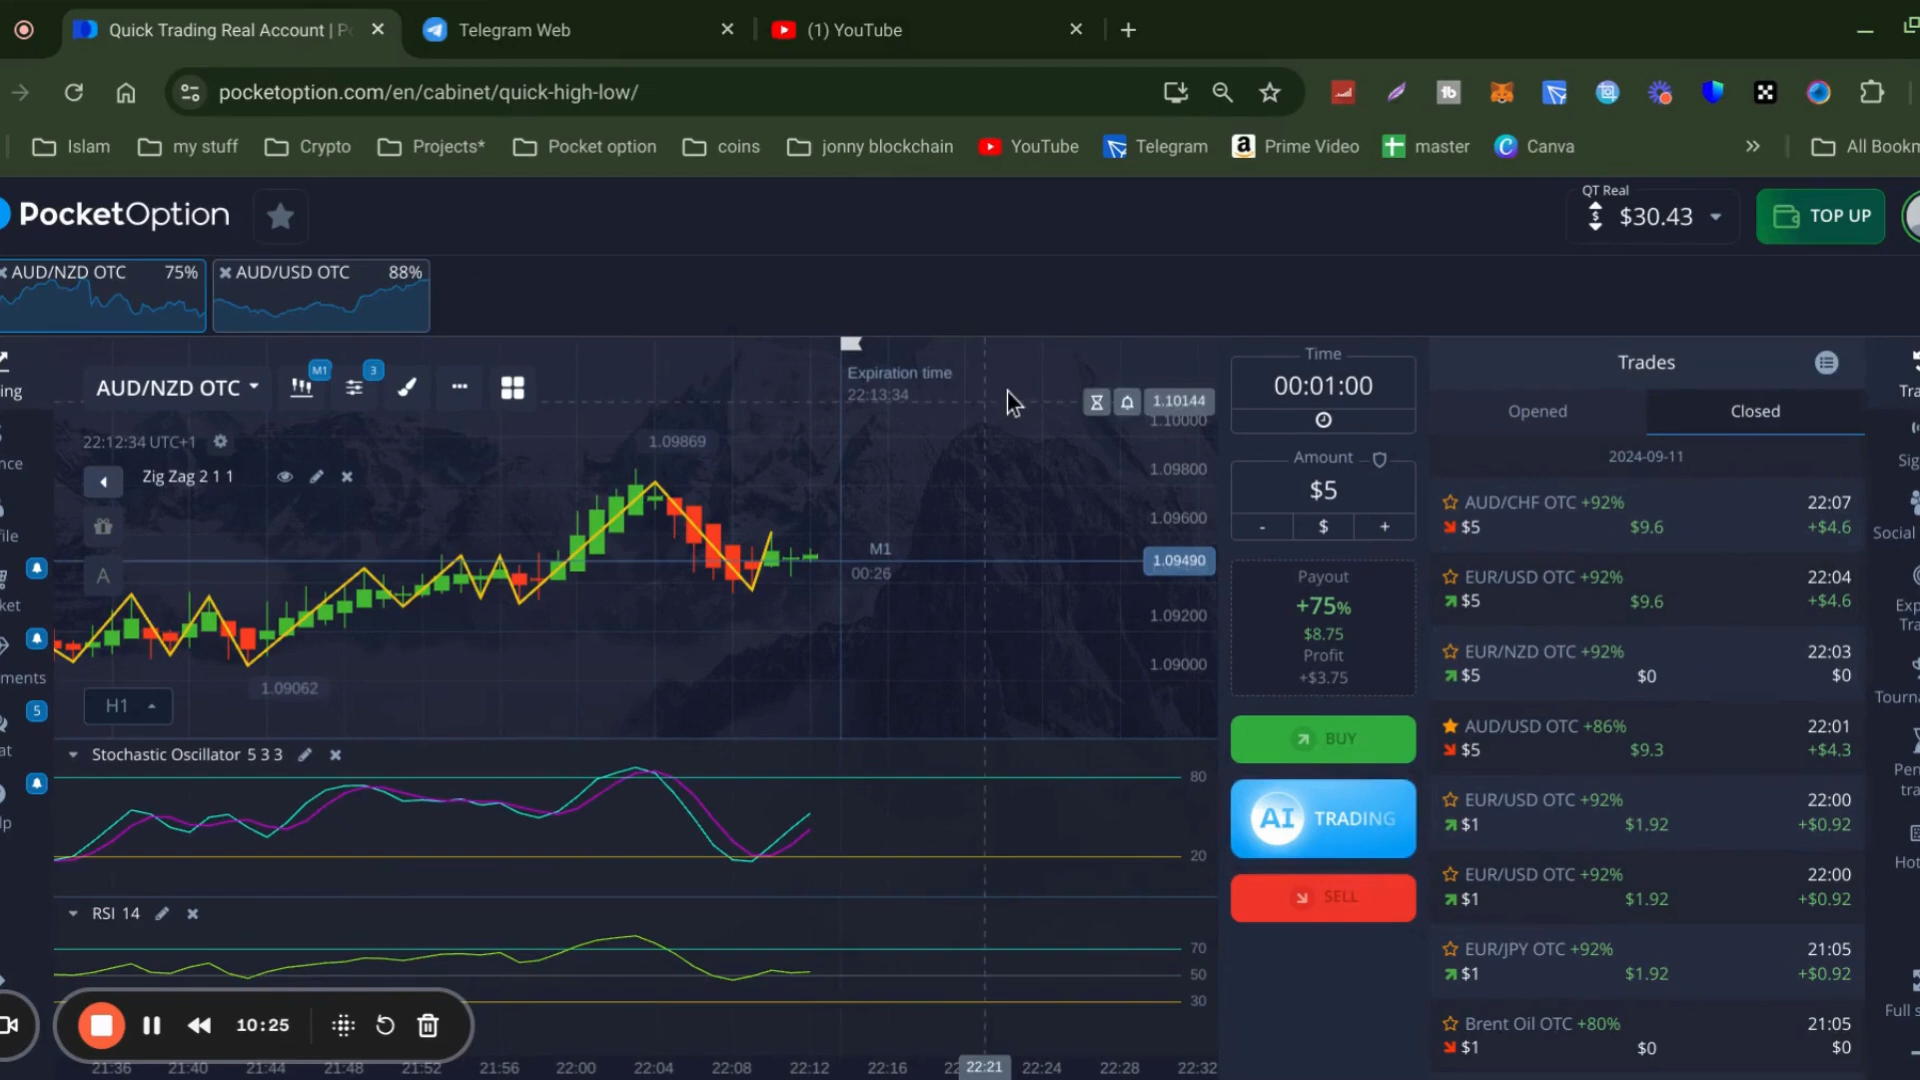 Quick Trading Real Account | Po
Telegram Web
(1) YouTube
pocketoption.com/en/cabinet/quick-high-low/
Islam
my stuff
Crypto
Projects*
Pocket option
coins
jonny blockchain
YouTube
Telegram
Prime Video
master
Canva
All Bookm
PocketOption
QT Real
$30.43
TOP UP
AUD/NZD OTC 75%
AUD/USD OTC 88%
AUD/NZD OTC
M1
3
Expiration time
22:13:34
1.10144
1.10000
22:12:34 UTC+1
1.09869
Zig Zag 2 1 1
1.09800
1.09600
A
M1
00:26
1.09490
1.09200
1.09000
1.09062
H1
Stochastic Oscillator 5 3 3
80
20
RSI 14
70
50
30
10:25
21:36 21:40 21:44 21:48 21:52 21:56 22:00 22:04 22:08 22:12 22:16 22:21 22:24 22:28 22:32
5
Time
00:01:00
Amount
$5
- $ +
Payout
+75%
$8.75
Profit
+$3.75
BUY
AI TRADING
SELL
Trades
Opened
Closed
2024-09-11
AUD/CHF OTC +92% 22:07
$5 $9.6 +$4.6
EUR/USD OTC +92% 22:04
$5 $9.6 +$4.6
EUR/NZD OTC +92% 22:03
$5 $0 $0
AUD/USD OTC +86% 22:01
$5 $9.3 +$4.3
EUR/USD OTC +92% 22:00
$1 $1.92 +$0.92
EUR/USD OTC +92% 22:00
$1 $1.92 +$0.92
EUR/JPY OTC +92% 21:05
$1 $1.92 +$0.92
Brent Oil OTC +80% 21:05
$1 $0 $0
Social
Full s